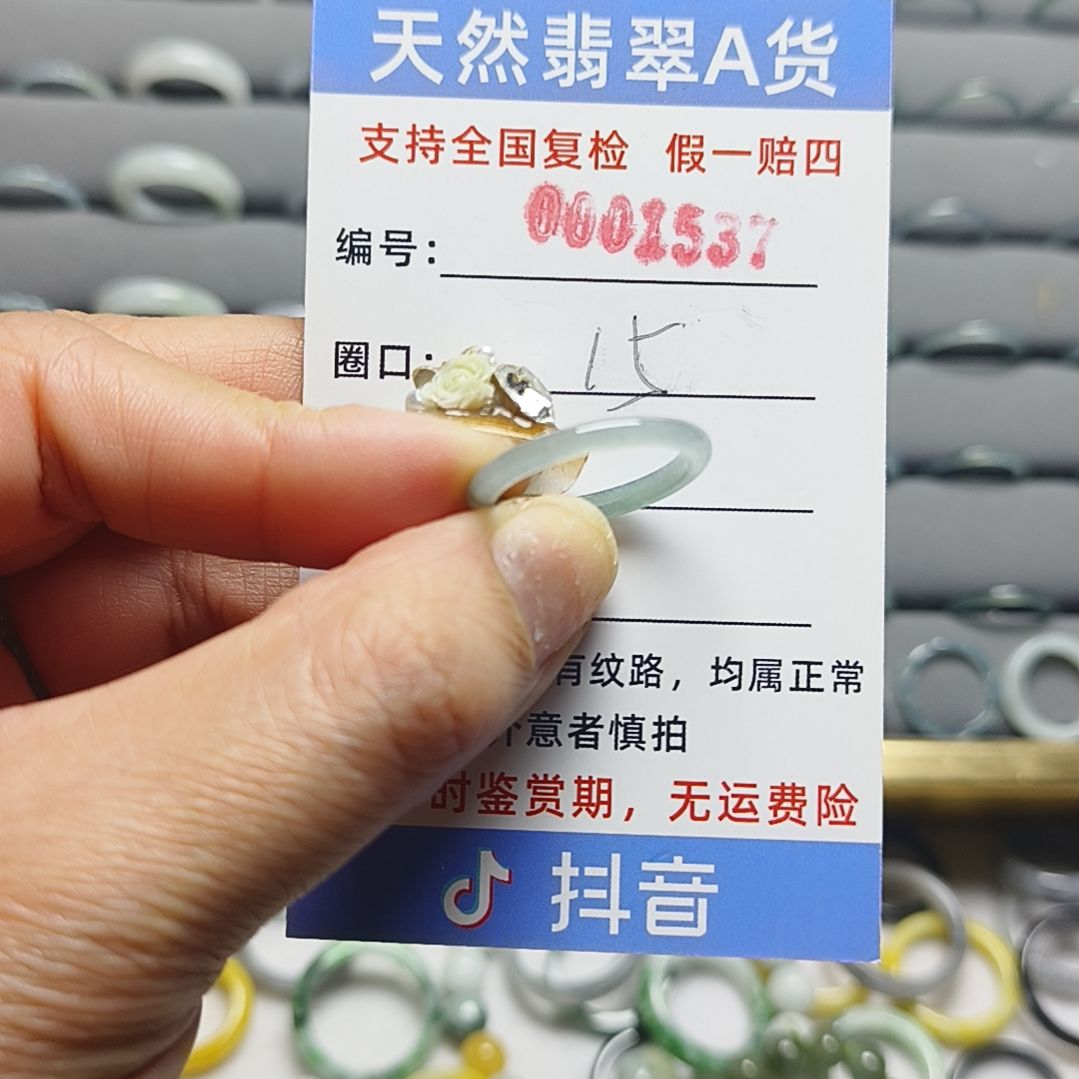 天然翡翠A货
支持全国复检 假一赔四
编号: 0001537
圈口: 15
有纹路，均属正常
介意者慎拍
时鉴赏期，无运费险
抖音